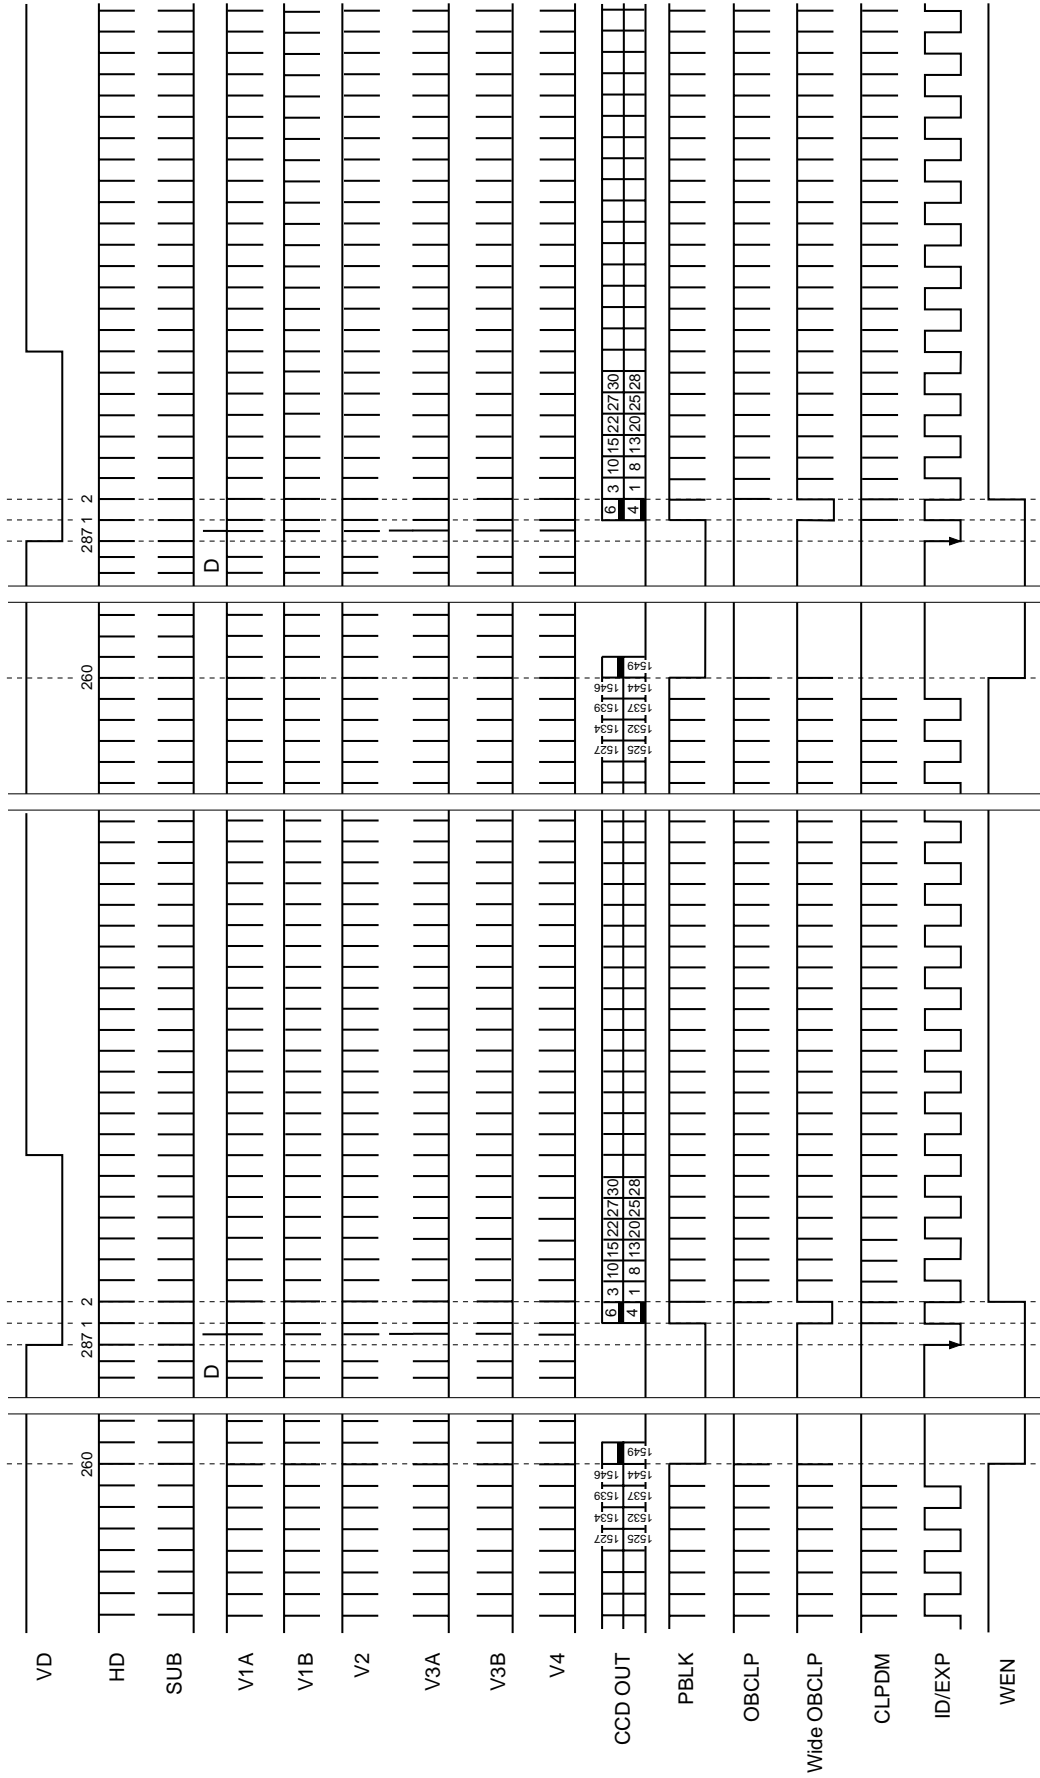 VD
260 287 1 2 260 287 1 2
HD
SUB
D D
V1A
V1B
V2
V3A
V3B
V4
CCD OUT
1527 1534 1539 1546 6 3 10 15 22 27 30 1527 1534 1539 1546 6 3 10 15 22 27 30
1525 1532 1537 1544 1549 4 1 8 13 20 25 28 1525 1532 1537 1544 1549 4 1 8 13 20 25 28
PBLK
OBCLP
Wide OBCLP
CLPDM
ID/EXP
WEN